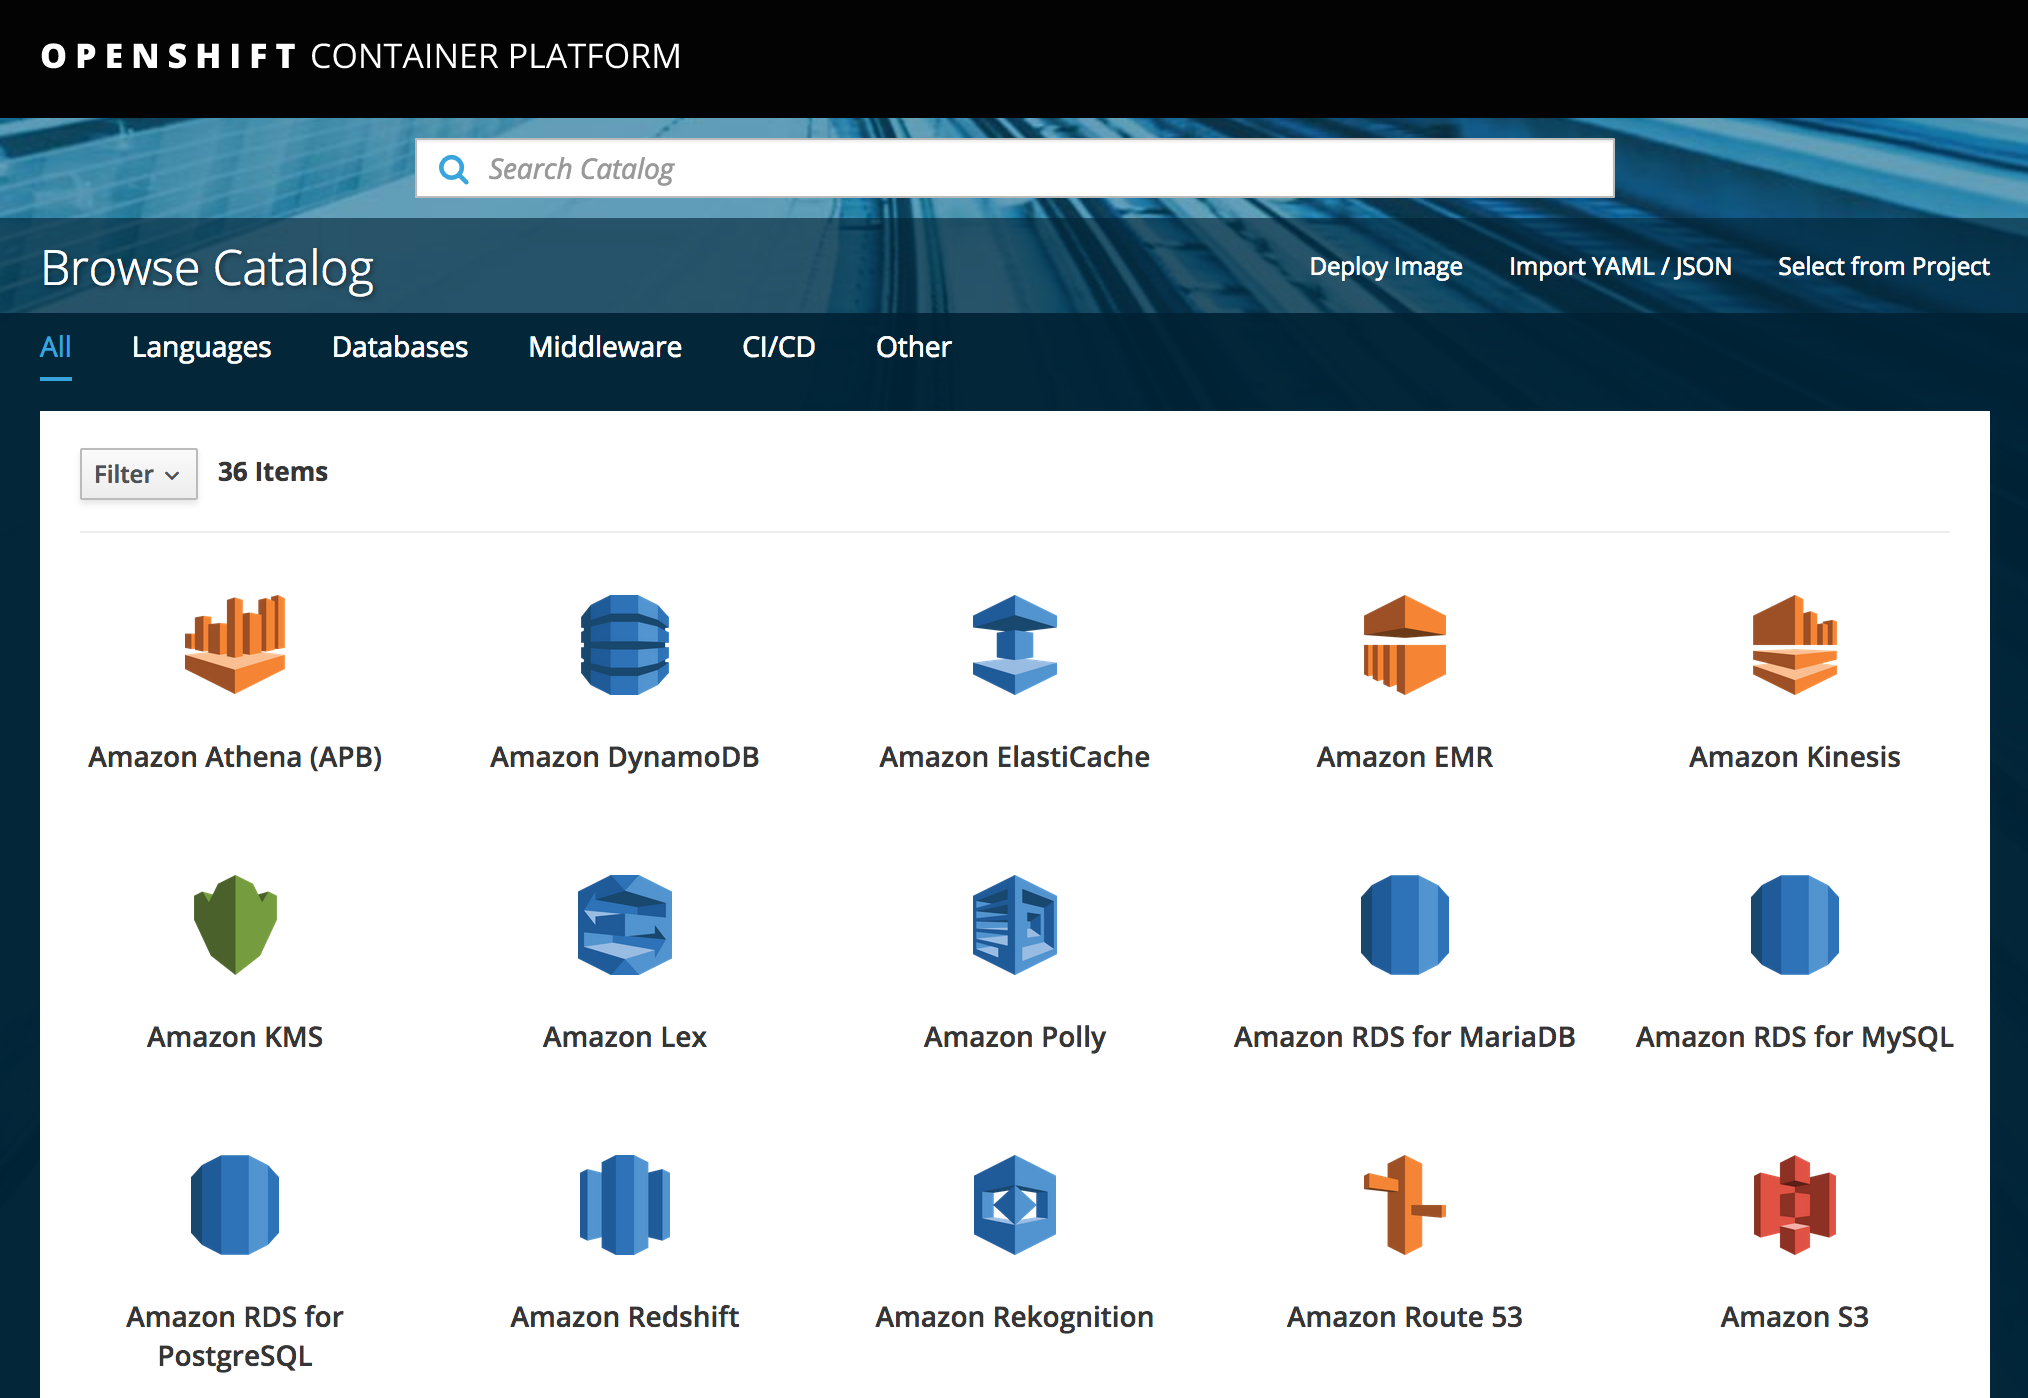 OPENSHIFT CONTAINER PLATFORM
Search Catalog
Browse Catalog
Deploy Image Import YAML / JSON Select from Project
All Languages Databases Middleware CI/CD Other
Filter 36 Items
Amazon Athena (APB) Amazon DynamoDB Amazon ElastiCache Amazon EMR Amazon Kinesis
Amazon KMS Amazon Lex Amazon Polly Amazon RDS for MariaDB Amazon RDS for MySQL
Amazon RDS for
PostgreSQL
Amazon Redshift Amazon Rekognition Amazon Route 53 Amazon S3